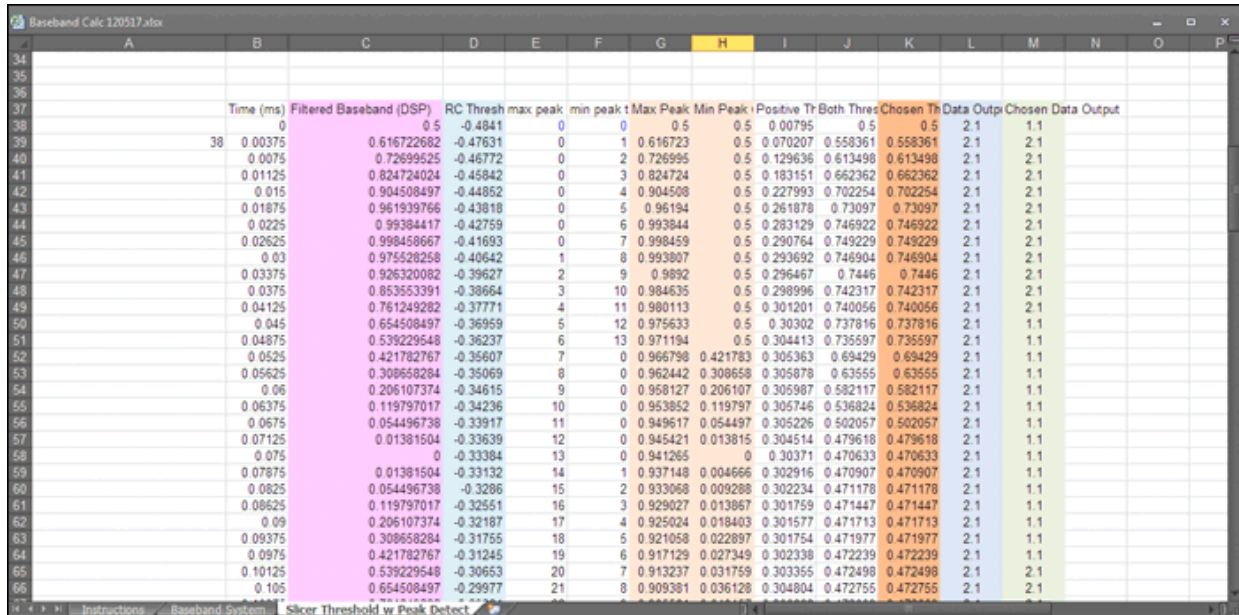 Baseband Calc 120517.xlsx
A B C D E F G H I J K L M N O P
34
35
36
37 Time (ms) Filtered Baseband (DSP) RC Thresh max peak min peak t Max Peak Min Peak Positive Th Both Thres Chosen Th Data Outp Chosen Data Output
38 0 0.5 -0.4841 0 0 0.5 0.5 0.00795 0.5 0.5 2.1 1.1
39 38 0.00375 0.616722682 -0.47631 0 1 0.616723 0.5 0.070207 0.558361 0.558361 2.1 2.1
40 0.0075 0.72699525 -0.46772 0 2 0.726995 0.5 0.129636 0.613498 0.613498 2.1 2.1
41 0.01125 0.824724024 -0.45842 0 3 0.824724 0.5 0.183151 0.662362 0.662362 2.1 2.1
42 0.015 0.904508497 -0.44852 0 4 0.904508 0.5 0.227993 0.702254 0.702254 2.1 2.1
43 0.01875 0.961939766 -0.43818 0 5 0.96194 0.5 0.261878 0.73097 0.73097 2.1 2.1
44 0.0225 0.99384417 -0.42759 0 6 0.993844 0.5 0.283129 0.746922 0.746922 2.1 2.1
45 0.02625 0.998458667 -0.41693 0 7 0.998459 0.5 0.290764 0.749229 0.749229 2.1 2.1
46 0.03 0.975528258 -0.40642 1 8 0.993807 0.5 0.293692 0.746904 0.746904 2.1 2.1
47 0.03375 0.926320082 -0.39627 2 9 0.9892 0.5 0.296467 0.7446 0.7446 2.1 2.1
48 0.0375 0.853553391 -0.38664 3 10 0.984635 0.5 0.298996 0.742317 0.742317 2.1 2.1
49 0.04125 0.761249282 -0.37771 4 11 0.980113 0.5 0.301201 0.740056 0.740056 2.1 2.1
50 0.045 0.654508497 -0.36959 5 12 0.975633 0.5 0.30302 0.737816 0.737816 2.1 1.1
51 0.04875 0.539229548 -0.36237 6 13 0.971194 0.5 0.304413 0.735597 0.735597 2.1 1.1
52 0.0525 0.421782767 -0.35607 7 0 0.966798 0.421783 0.305363 0.69429 0.69429 2.1 1.1
53 0.05625 0.308658284 -0.35069 8 0 0.962442 0.308658 0.305878 0.63555 0.63555 2.1 1.1
54 0.06 0.206107374 -0.34615 9 0 0.958127 0.206107 0.305987 0.582117 0.582117 2.1 1.1
55 0.06375 0.119797017 -0.34236 10 0 0.953852 0.119797 0.305746 0.536824 0.536824 2.1 1.1
56 0.0675 0.054496738 -0.33917 11 0 0.949617 0.054497 0.305226 0.502057 0.502057 2.1 1.1
57 0.07125 0.01381504 -0.33639 12 0 0.945421 0.013815 0.304514 0.479618 0.479618 2.1 1.1
58 0.075 0 -0.33384 13 0 0.941265 0 0.30371 0.470633 0.470633 2.1 1.1
59 0.07875 0.01381504 -0.33132 14 1 0.937148 0.004666 0.302916 0.470907 0.470907 2.1 1.1
60 0.0825 0.054496738 -0.3286 15 2 0.933068 0.009288 0.302234 0.471178 0.471178 2.1 1.1
61 0.08625 0.119797017 -0.32551 16 3 0.929027 0.013867 0.301759 0.471447 0.471447 2.1 1.1
62 0.09 0.206107374 -0.32187 17 4 0.925024 0.018403 0.301577 0.471713 0.471713 2.1 1.1
63 0.09375 0.308658284 -0.31755 18 5 0.921058 0.022897 0.301754 0.471977 0.471977 2.1 1.1
64 0.0975 0.421782767 -0.31245 19 6 0.917129 0.027349 0.302338 0.472239 0.472239 2.1 1.1
65 0.10125 0.539229548 -0.30653 20 7 0.913237 0.031759 0.303355 0.472498 0.472498 2.1 1.1
66 0.105 0.654508497 -0.29977 21 8 0.909381 0.036128 0.304804 0.472755 0.472755 2.1 1.1
Instructions Baseband System Slicer Threshold w Peak Detect